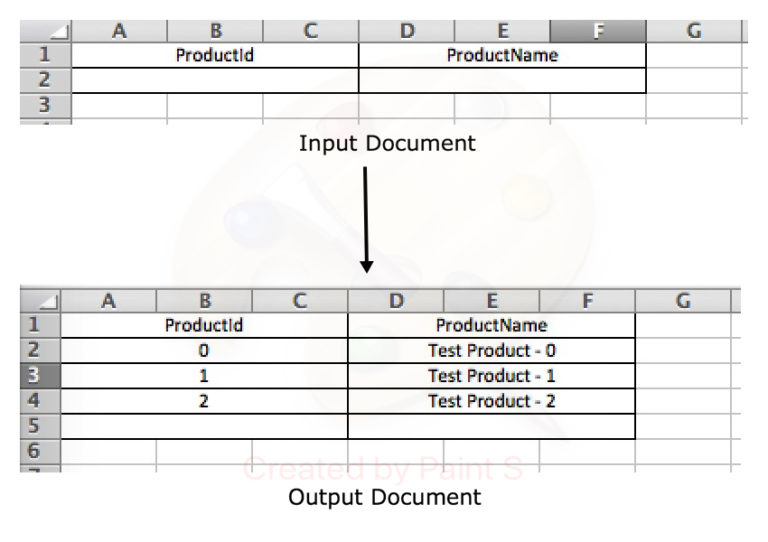 A B C D E F G
1 ProductId ProductName
2
3
Input Document
A B C D E F G
1 ProductId ProductName
2 0 Test Product - 0
3 1 Test Product - 1
4 2 Test Product - 2
5
6
Created by Paint S
Output Document